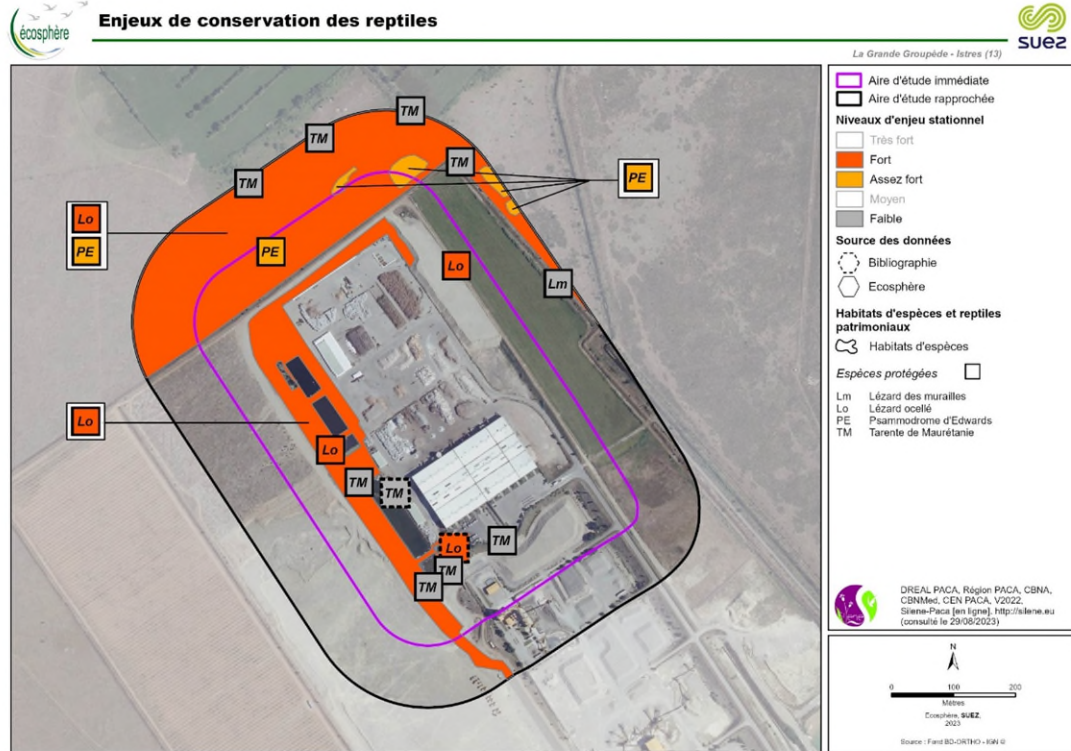 écosphère
Enjeux de conservation des reptiles
SUEZ
La Grande Groupède - Istres (13)
Aire d'étude immédiate
Aire d'étude rapprochée
Niveaux d'enjeu stationnel
Très fort
Fort
Assez fort
Moyen
Faible
Source des données
Bibliographie
Ecosphère
Habitats d'espèces et reptiles
patrimoniaux
Habitats d'espèces
Espèces protégées
Lm Lézard des murailles
Lo Lézard ocellé
PE Psammodrome d'Edwards
TM Tarente de Maurétanie
TM
TM
TM
TM
PE
Lo
PE
PE
Lo
Lm
Lo
Lo
TM
TM
Lo
TM
TM
TM
DREAL PACA, Région PACA, CBNA,
CBNMed, CEN PACA, V2022,
Silene-Paca [en ligne]. http://silene.eu
(consulté le 29/08/2023)
N
0 100 200
Mètres
Ecosphère, SUEZ,
2023
Source : Fond BD-ORTHO - IGN ©